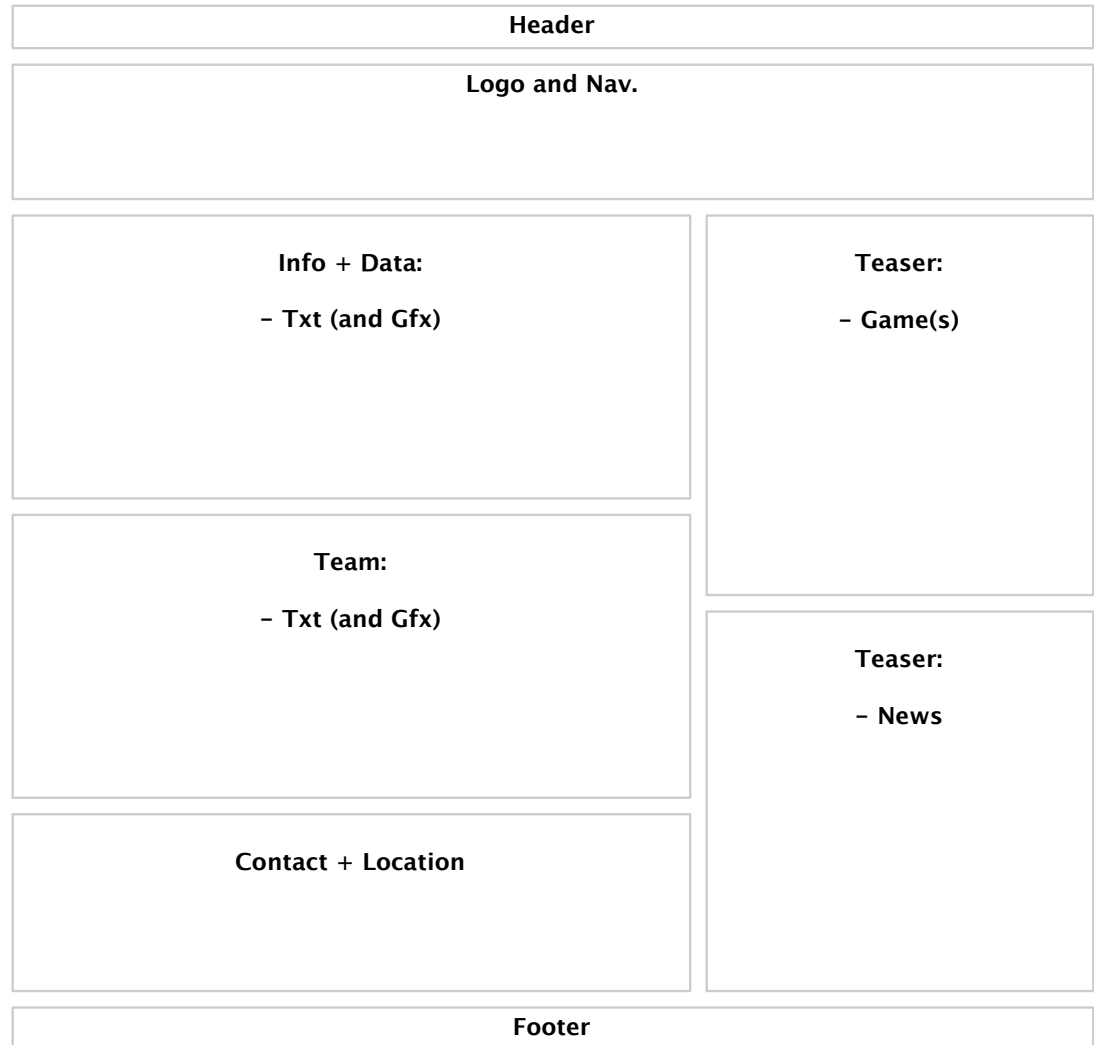 Header
Logo and Nav.
Info + Data:
– Txt (and Gfx)
Team:
– Txt (and Gfx)
Contact + Location
Teaser:
– Game(s)
Teaser:
– News
Footer